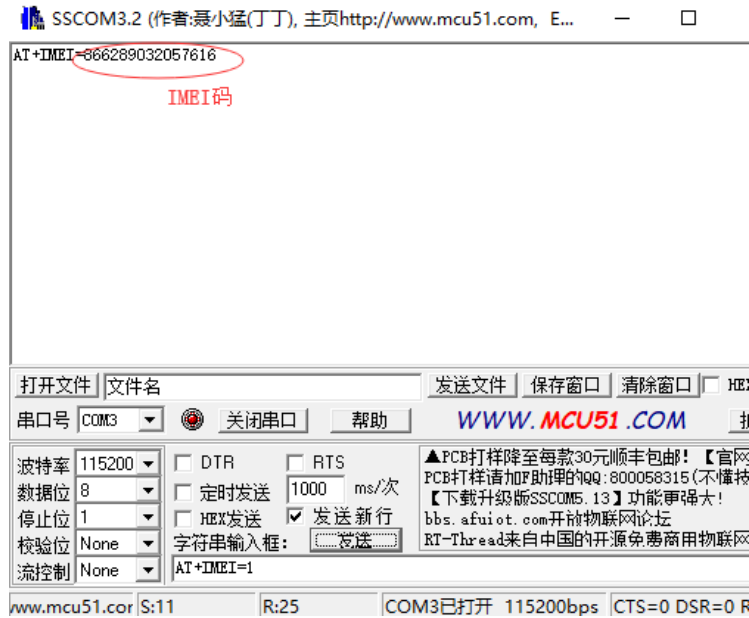 SSCOM3.2 (作者:聂小猛(丁丁), 主页http://www.mcu51.com, E...
AT+IMEI=866289032057616
IMEI码
打开文件 文件名 发送文件 保存窗口 清除窗口 HEX
串口号 COM3 关闭串口 帮助 WWW.MCU51.COM
波特率 115200 DTR RTS
数据位 8 定时发送 1000 ms/次
停止位 1 HEX发送 发送新行
校验位 None 字符串输入框: 发送
流控制 None AT+IMEI=1
▲PCB打样降至每款30元顺丰包邮!【官网
PCB打样请加F助理的QQ:800058315(不懂技
【下载升级版SSCOM5.13】功能更强大!
bbs.afuiot.com开放物联网论坛
RT-Thread来自中国的开源免费商用物联网
www.mcu51.cor S:11 R:25 COM3已打开 115200bps CTS=0 DSR=0 R